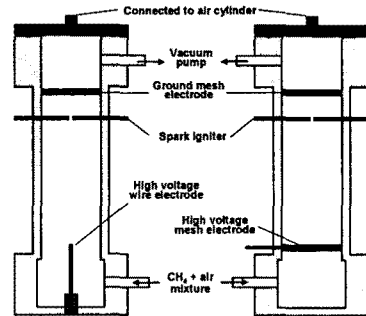 Connected to air cylinder
Vacuum
pump
Ground mesh
electrode
Spark igniter
High voltage
wire electrode
High voltage
mesh electrode
CH₄ + air
mixture